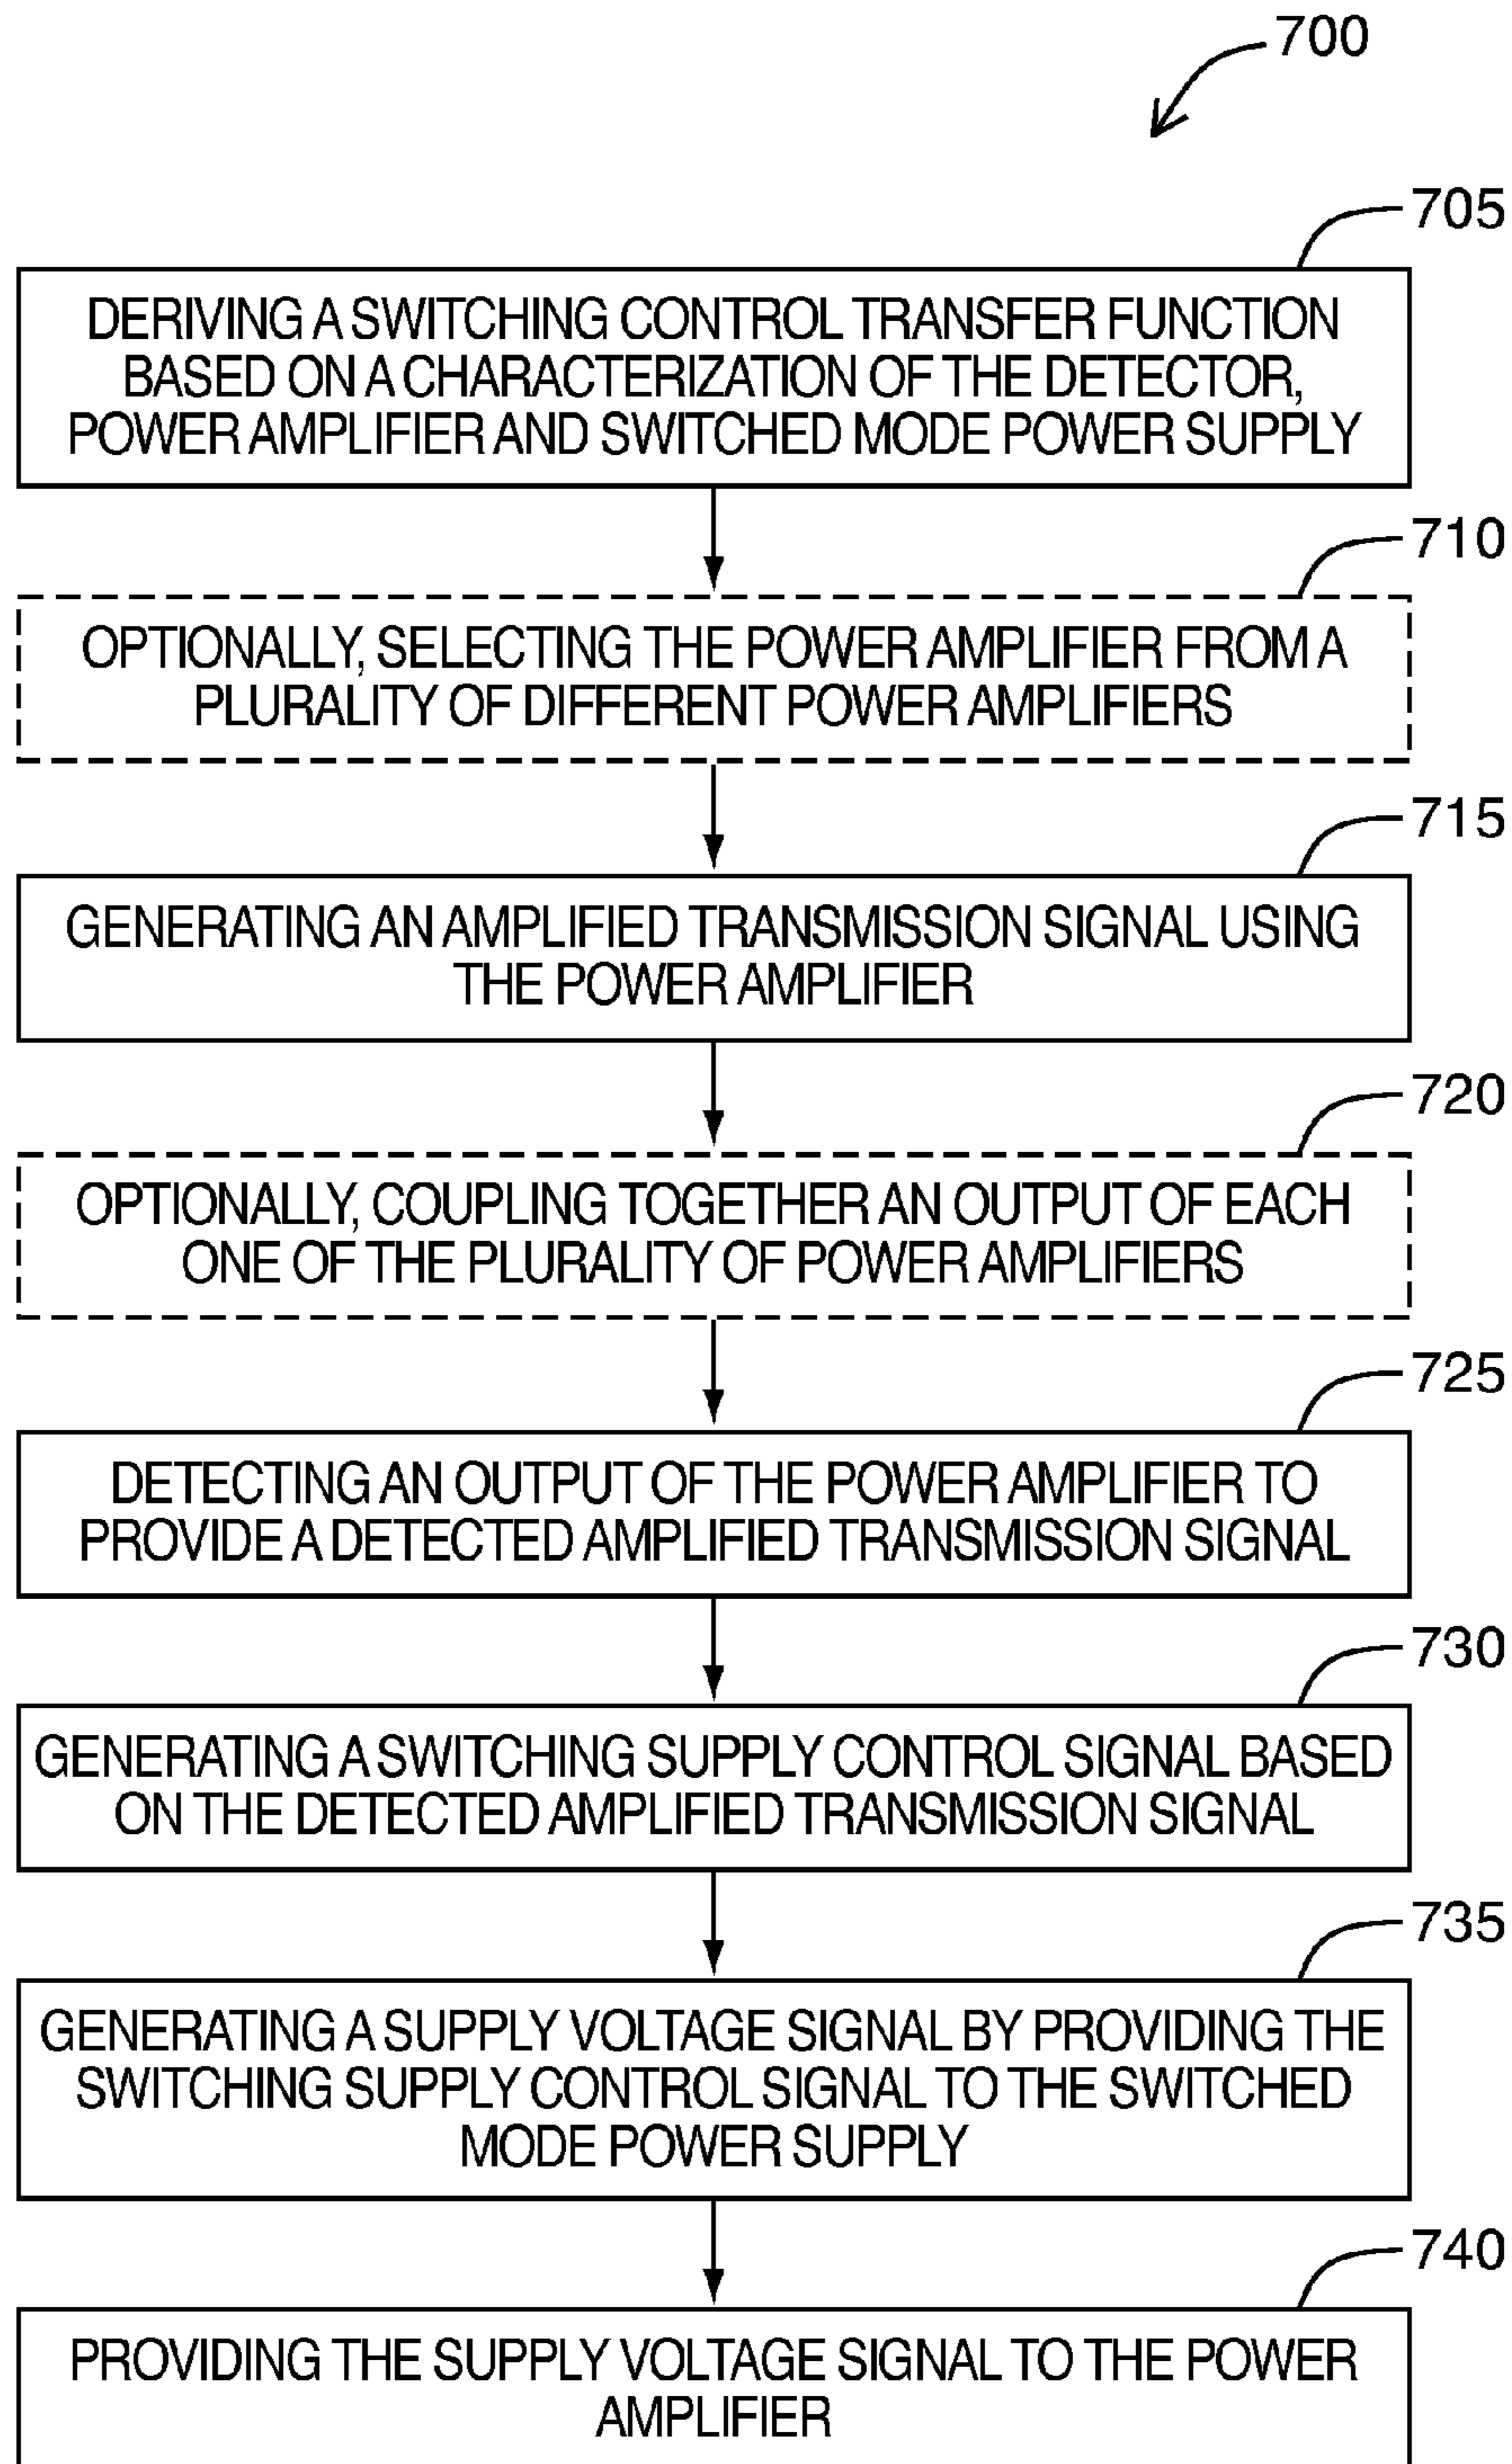 700
705
DERIVING A SWITCHING CONTROL TRANSFER FUNCTION
BASED ON A CHARACTERIZATION OF THE DETECTOR,
POWER AMPLIFIER AND SWITCHED MODE POWER SUPPLY
710
OPTIONALLY, SELECTING THE POWER AMPLIFIER FROM A
PLURALITY OF DIFFERENT POWER AMPLIFIERS
715
GENERATING AN AMPLIFIED TRANSMISSION SIGNAL USING
THE POWER AMPLIFIER
720
OPTIONALLY, COUPLING TOGETHER AN OUTPUT OF EACH
ONE OF THE PLURALITY OF POWER AMPLIFIERS
725
DETECTING AN OUTPUT OF THE POWER AMPLIFIER TO
PROVIDE A DETECTED AMPLIFIED TRANSMISSION SIGNAL
730
GENERATING A SWITCHING SUPPLY CONTROL SIGNAL BASED
ON THE DETECTED AMPLIFIED TRANSMISSION SIGNAL
735
GENERATING A SUPPLY VOLTAGE SIGNAL BY PROVIDING THE
SWITCHING SUPPLY CONTROL SIGNAL TO THE SWITCHED
MODE POWER SUPPLY
740
PROVIDING THE SUPPLY VOLTAGE SIGNAL TO THE POWER
AMPLIFIER